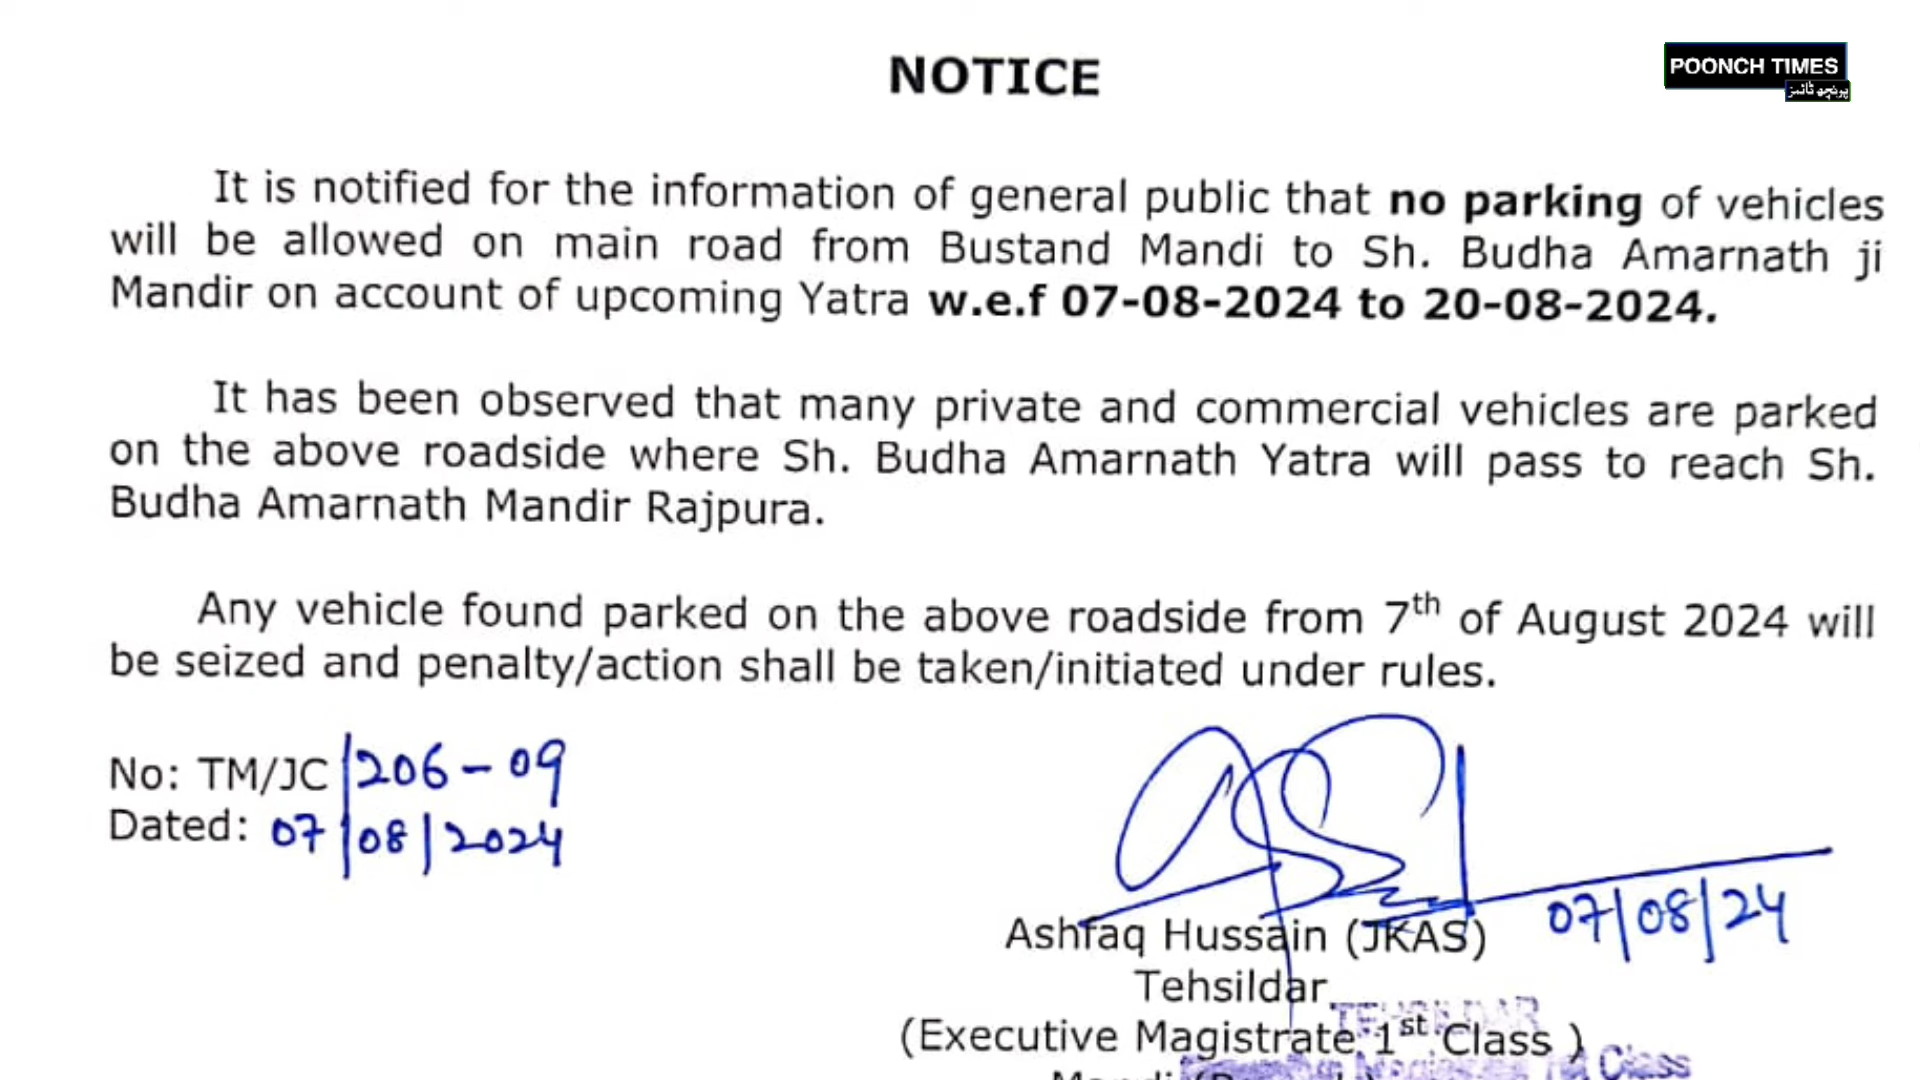 NOTICE
POONCH TIMES
پونچھ ٹائمز
It is notified for the information of general public that no parking of vehicles
will be allowed on main road from Bustand Mandi to Sh. Budha Amarnath ji
Mandir on account of upcoming Yatra w.e.f 07-08-2024 to 20-08-2024.
It has been observed that many private and commercial vehicles are parked
on the above roadside where Sh. Budha Amarnath Yatra will pass to reach Sh.
Budha Amarnath Mandir Rajpura.
Any vehicle found parked on the above roadside from 7th of August 2024 will
be seized and penalty/action shall be taken/initiated under rules.
No: TM/JC/206-09
Dated: 07/08/2024
07/08/24
Ashfaq Hussain (JKAS)
Tehsildar
TEHSILDAR
(Executive Magistrate 1st Class )
Class